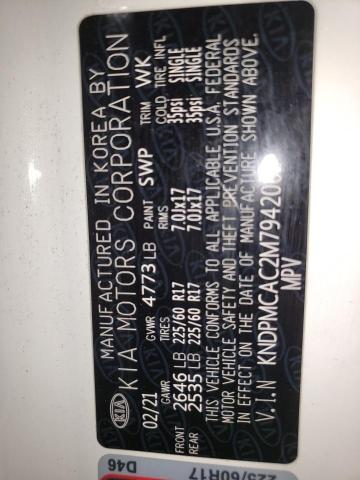 MANUFACTURED IN KOREA BY
KIA KIA MOTORS CORPORATION
02/21 GVWR 4773 LB PAINT SWP TRIM WK
GAWR TIRES RIMS COLD TIRE INFL
FRONT 2646 LB 225/60 R17 7.0Jx17 35psi SINGLE
REAR 2535 LB 225/60 R17 7.0Jx17 35psi SINGLE
THIS VEHICLE CONFORMS TO ALL APPLICABLE U.S.A. FEDERAL
MOTOR VEHICLE SAFETY AND THEFT PREVENTION STANDARDS
IN EFFECT ON THE DATE OF MANUFACTURE SHOWN ABOVE.
V.I.N KNDPMCAC2M79420
MPV
D46
225/60R17